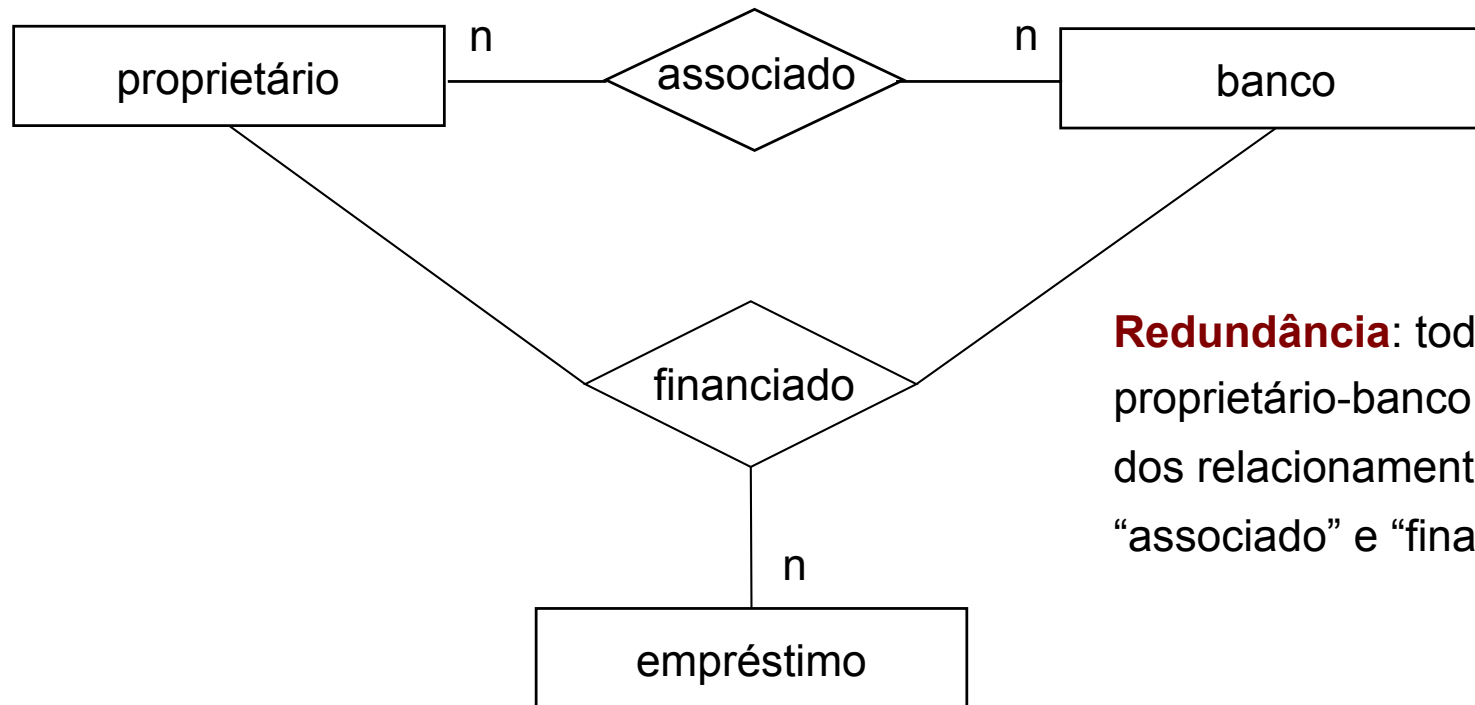 n
n
proprietário
associado
banco
financiado
Redundância: tod
proprietário-banco
dos relacionament
“associado” e “fina
n
empréstimo